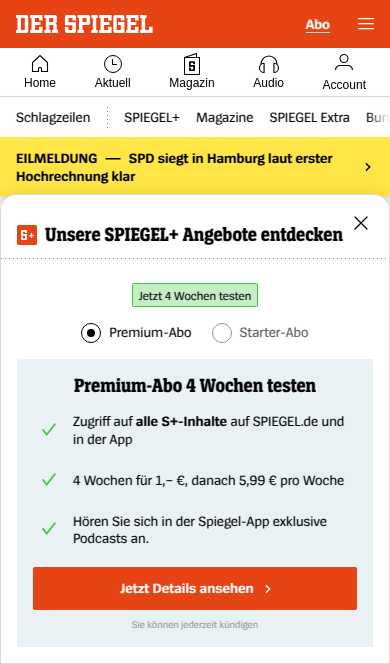 DER SPIEGEL
Abo
Home
Aktuell
Magazin
Audio
Account
Schlagzeilen
SPIEGEL+
Magazine
SPIEGEL Extra
EILMELDUNG — SPD siegt in Hamburg laut erster
Hochrechnung klar
S+ Unsere SPIEGEL+ Angebote entdecken
Jetzt 4 Wochen testen
Premium-Abo
Starter-Abo
Premium-Abo 4 Wochen testen
Zugriff auf alle S+-Inhalte auf SPIEGEL.de und
in der App
4 Wochen für 1,– €, danach 5,99 € pro Woche
Hören Sie sich in der Spiegel-App exklusive
Podcasts an.
Jetzt Details ansehen
Sie können jederzeit kündigen